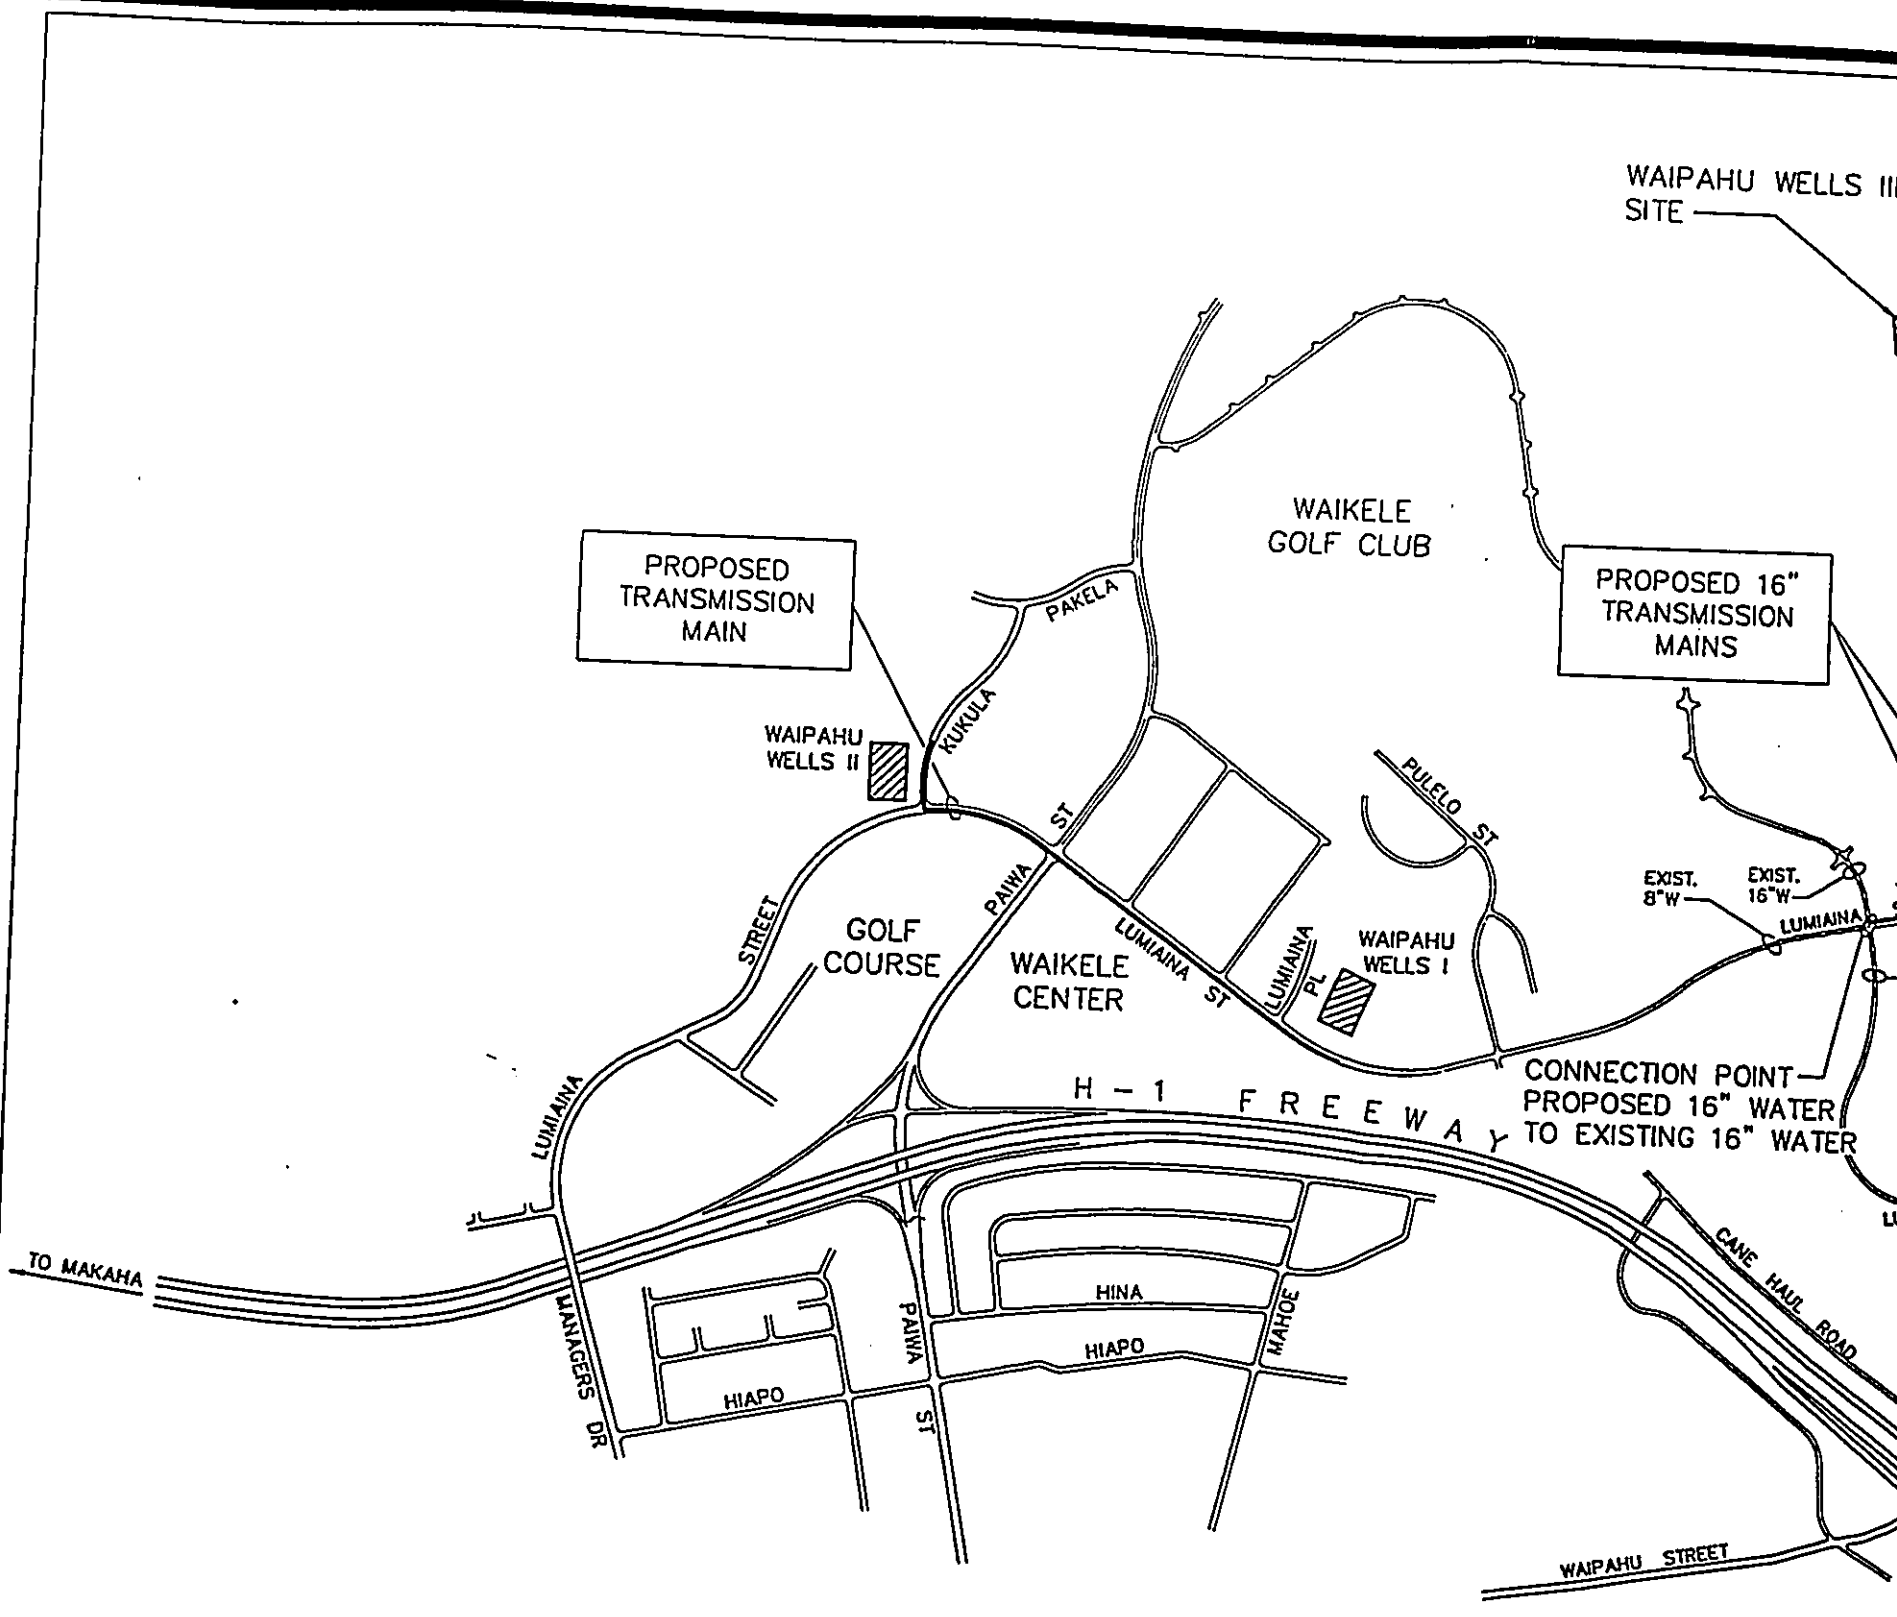 WAIPAHU WELLS III
SITE
WAIKELE
GOLF CLUB
PROPOSED
TRANSMISSION
MAIN
PROPOSED 16"
TRANSMISSION
MAINS
PAKELA
KUKULA
WAIPAHU
WELLS II
PULELO ST
ST
PAIWA
EXIST.
8"W
EXIST.
16"W
LUMIAINA
STREET
GOLF
COURSE
WAIKELE
CENTER
LUMIAINA ST
LUMIAINA
PL
WAIPAHU
WELLS I
LUMIAINA
H-1 FREEWAY
CONNECTION POINT
PROPOSED 16" WATER
TO EXISTING 16" WATER
TO MAKAHA
MANAGERS DR
PAIWA ST
HINA
MAHOE
HIAPO
HIAPO
CANE HAUL ROAD
WAIPAHU STREET